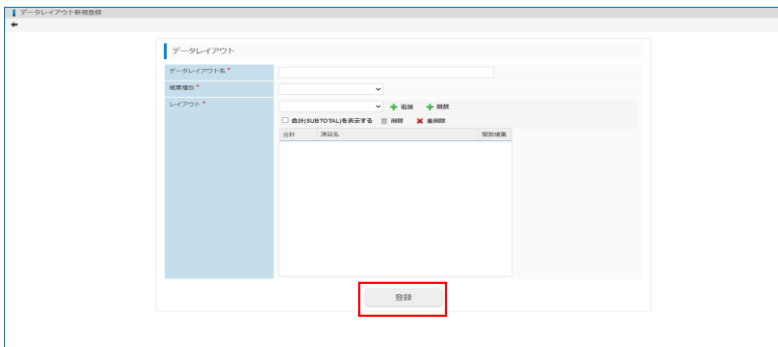 データレイアウト新規登録
データレイアウト
データレイアウト名 *
帳票種別 *
レイアウト *
追加 関数
合計(SUBTOTAL)を表示する 削除 全削除
合計 項目名 関数編集
登録